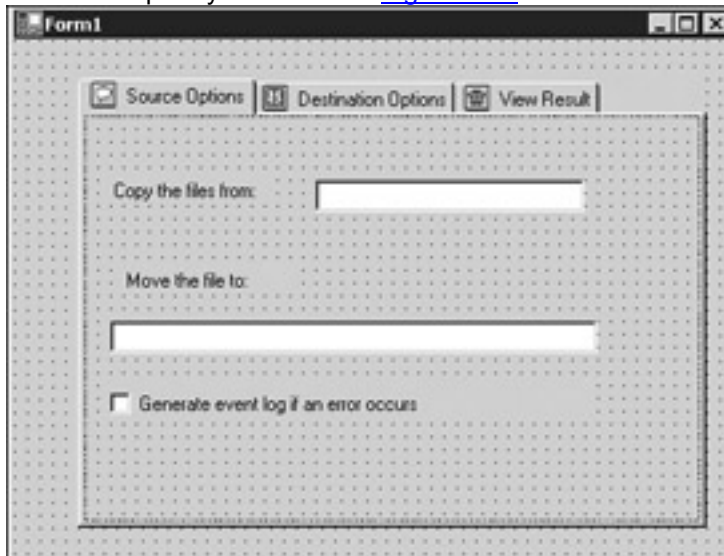 Form1
Source Options Destination Options View Result
Copy the files from:
Move the file to:
Generate event log if an error occurs